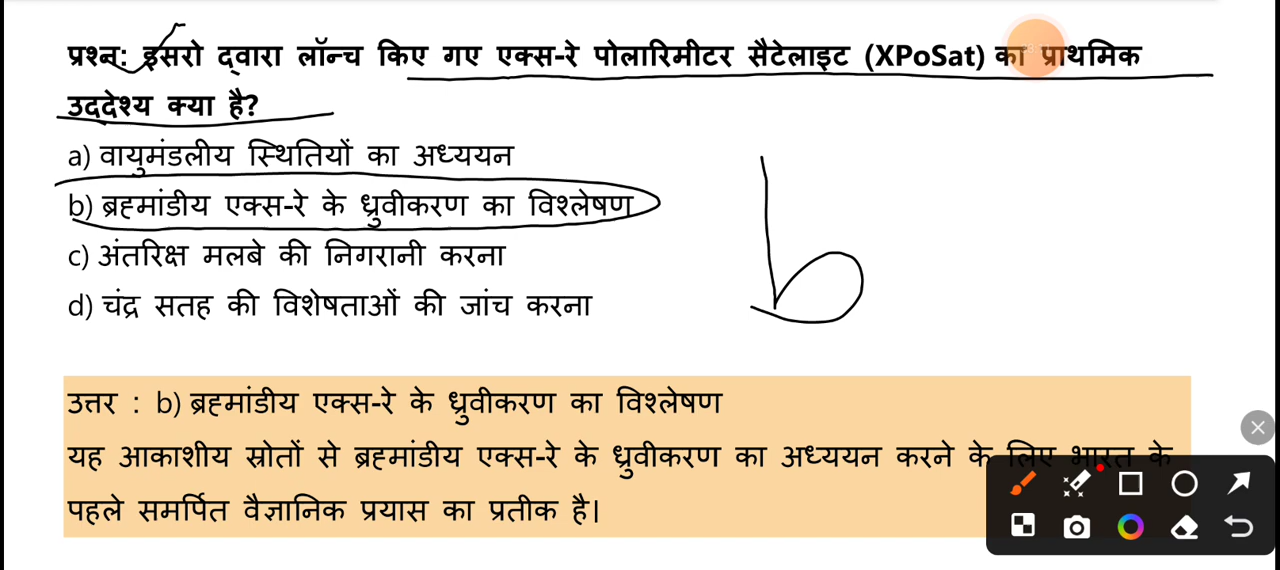 प्रश्न: इसरो द्वारा लॉन्च किए गए एक्स-रे पोलारिमीटर सैटेलाइट (XPoSat) का प्राथमिक
उद्देश्य क्या है?
a) वायुमंडलीय स्थितियों का अध्ययन
b) ब्रह्मांडीय एक्स-रे के ध्रुवीकरण का विश्लेषण
c) अंतरिक्ष मलबे की निगरानी करना
d) चंद्र सतह की विशेषताओं की जांच करना
b
उत्तर : b) ब्रह्मांडीय एक्स-रे के ध्रुवीकरण का विश्लेषण
यह आकाशीय स्रोतों से ब्रह्मांडीय एक्स-रे के ध्रुवीकरण का अध्ययन करने के लिए भारत के
पहले समर्पित वैज्ञानिक प्रयास का प्रतीक है।